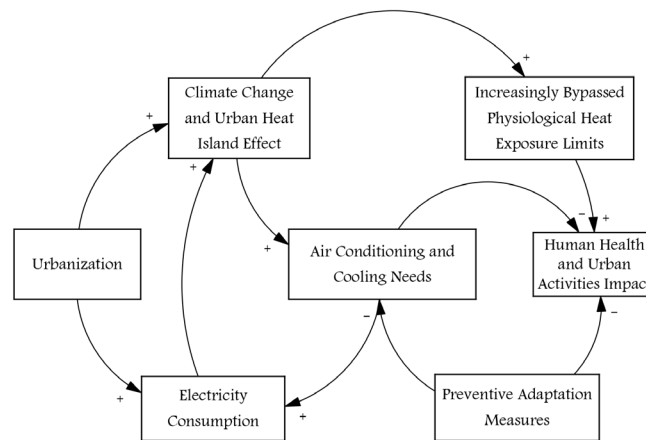 Climate Change
and Urban Heat
Island Effect
Increasingly Bypassed
Physiological Heat
Exposure Limits
Urbanization
Air Conditioning and
Cooling Needs
Human Health
and Urban
Activities Impact
Electricity
Consumption
Preventive Adaptation
Measures
+
+
+
+
-
+
-
-
+
+